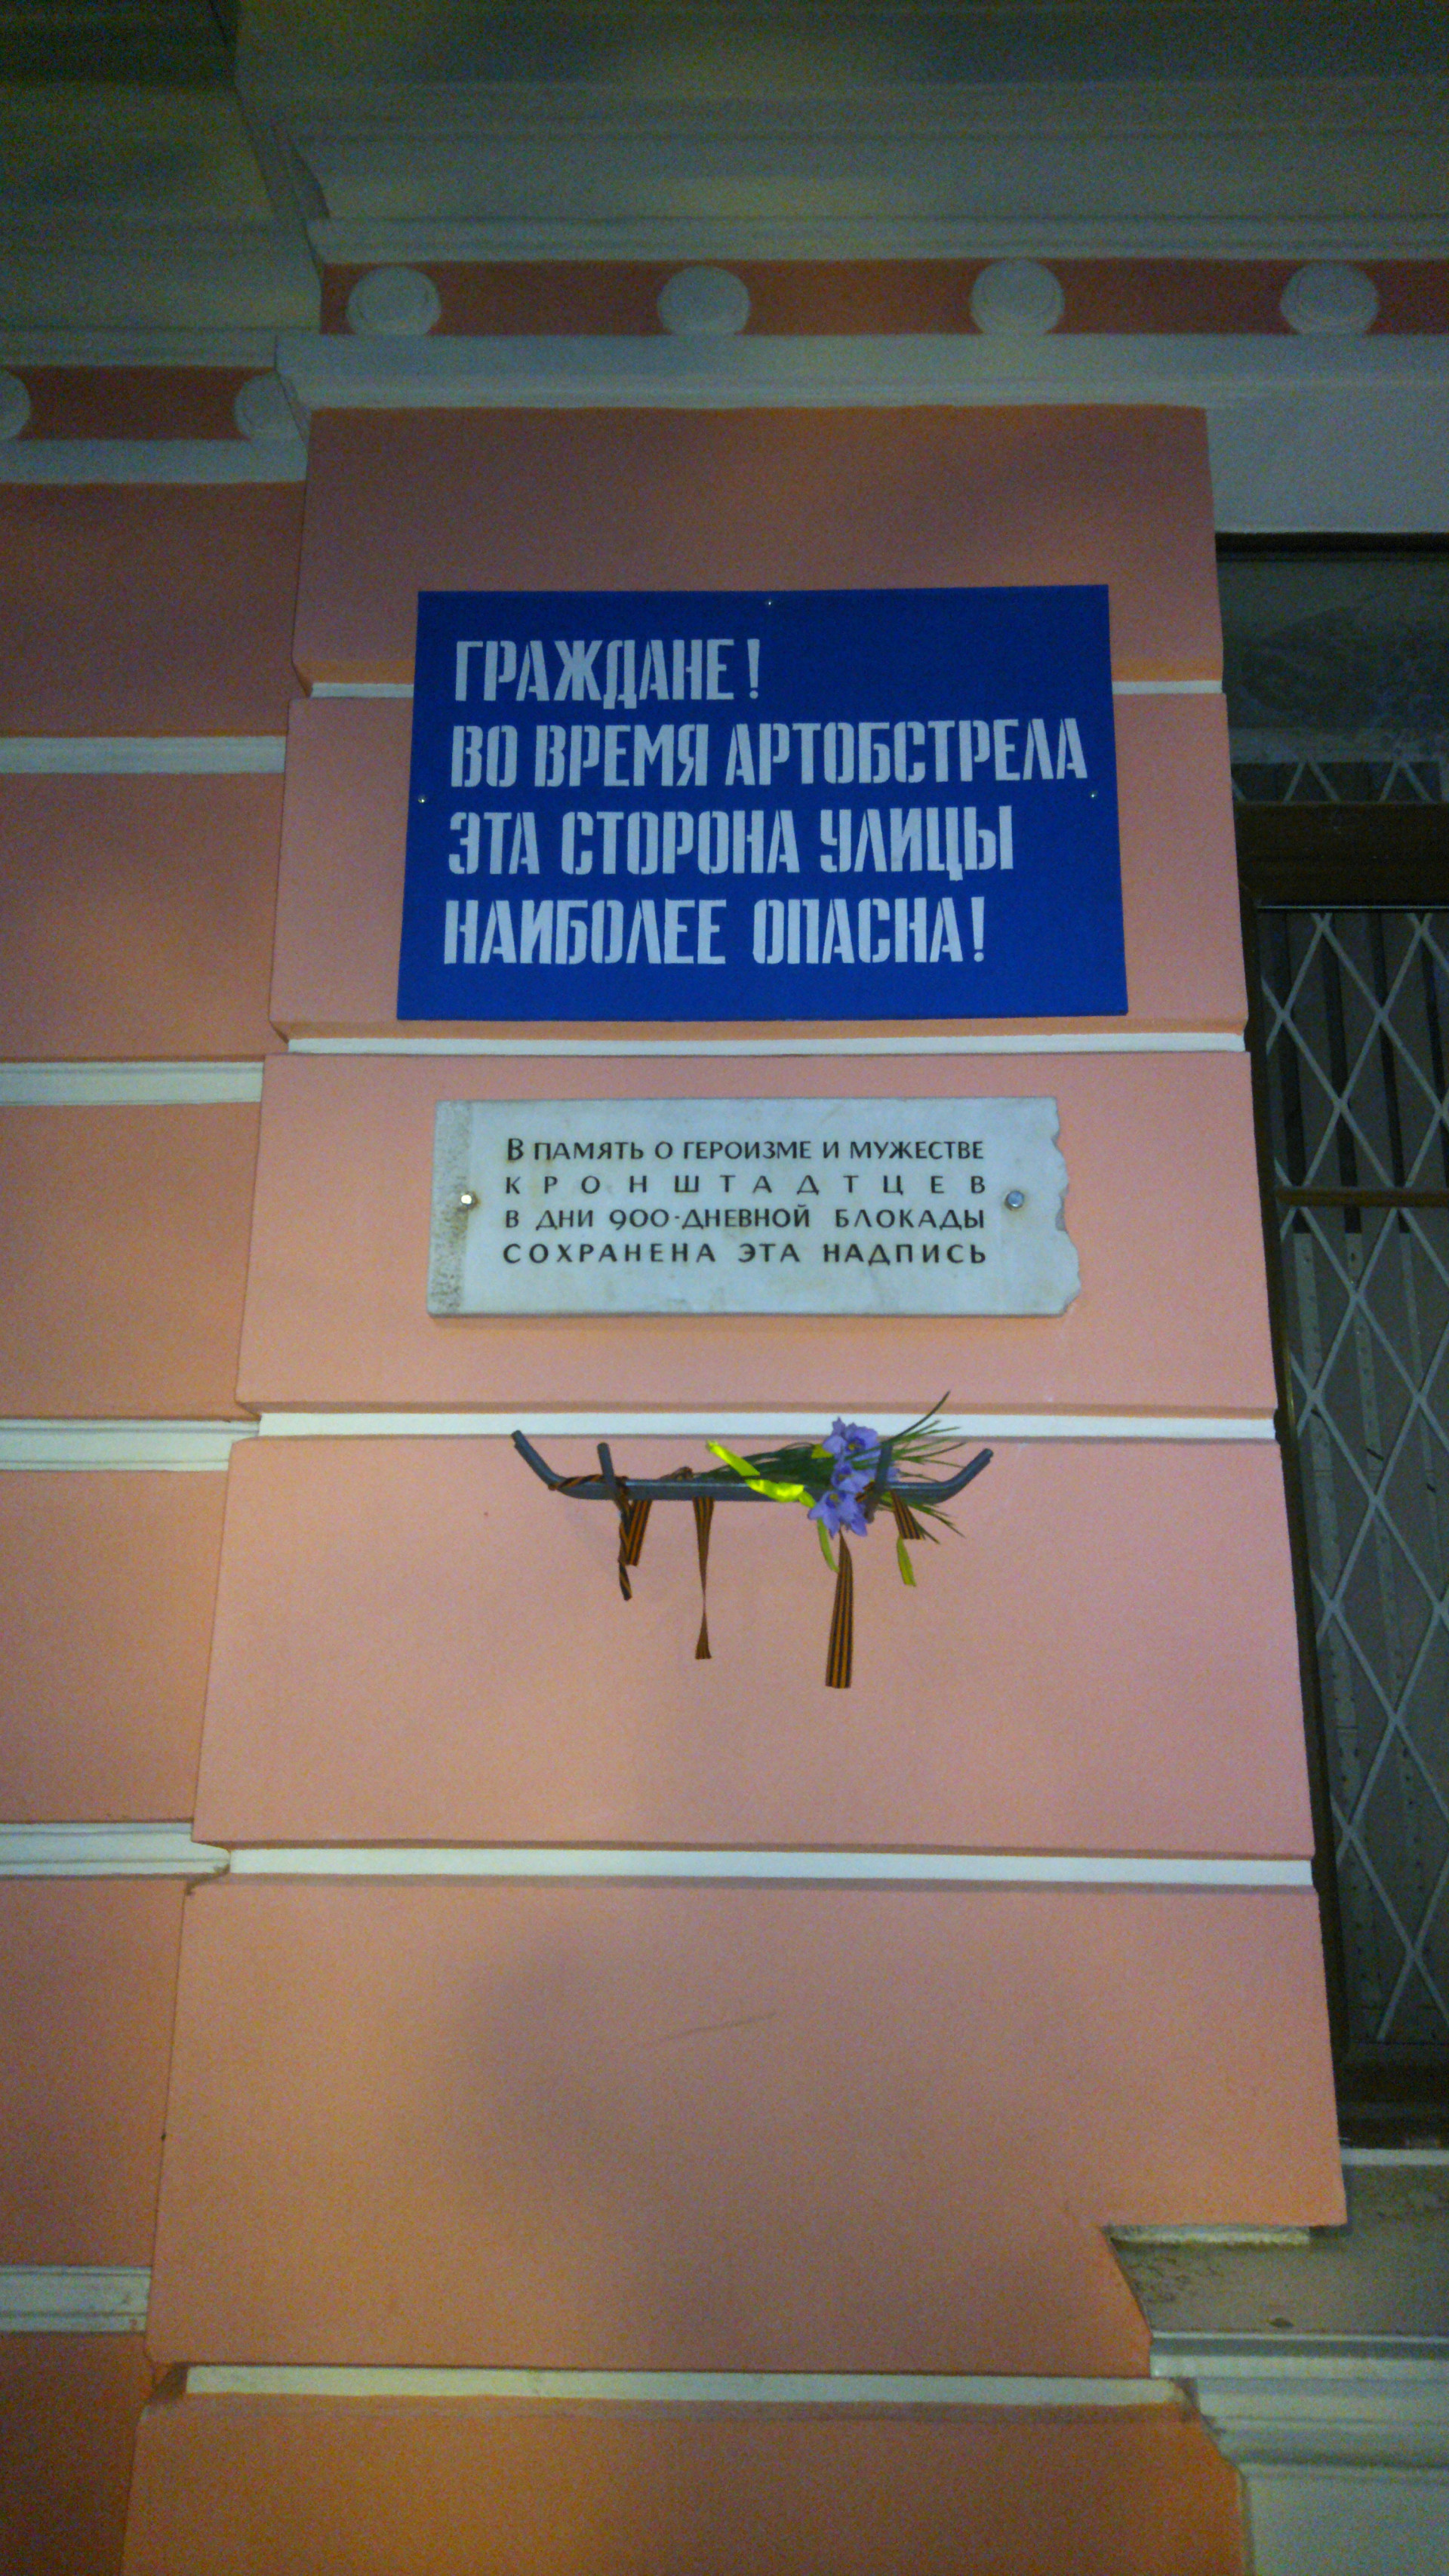 ГРАЖДАНЕ!
ВО ВРЕМЯ АРТОБСТРЕЛА
ЭТА СТОРОНА УЛИЦЫ
НАИБОЛЕЕ ОПАСНА!
В ПАМЯТЬ О ГЕРОИЗМЕ И МУЖЕСТВЕ
КРОНШТАДТЦЕВ
В ДНИ 900-ДНЕВНОЙ БЛОКАДЫ
СОХРАНЕНА ЭТА НАДПИСЬ